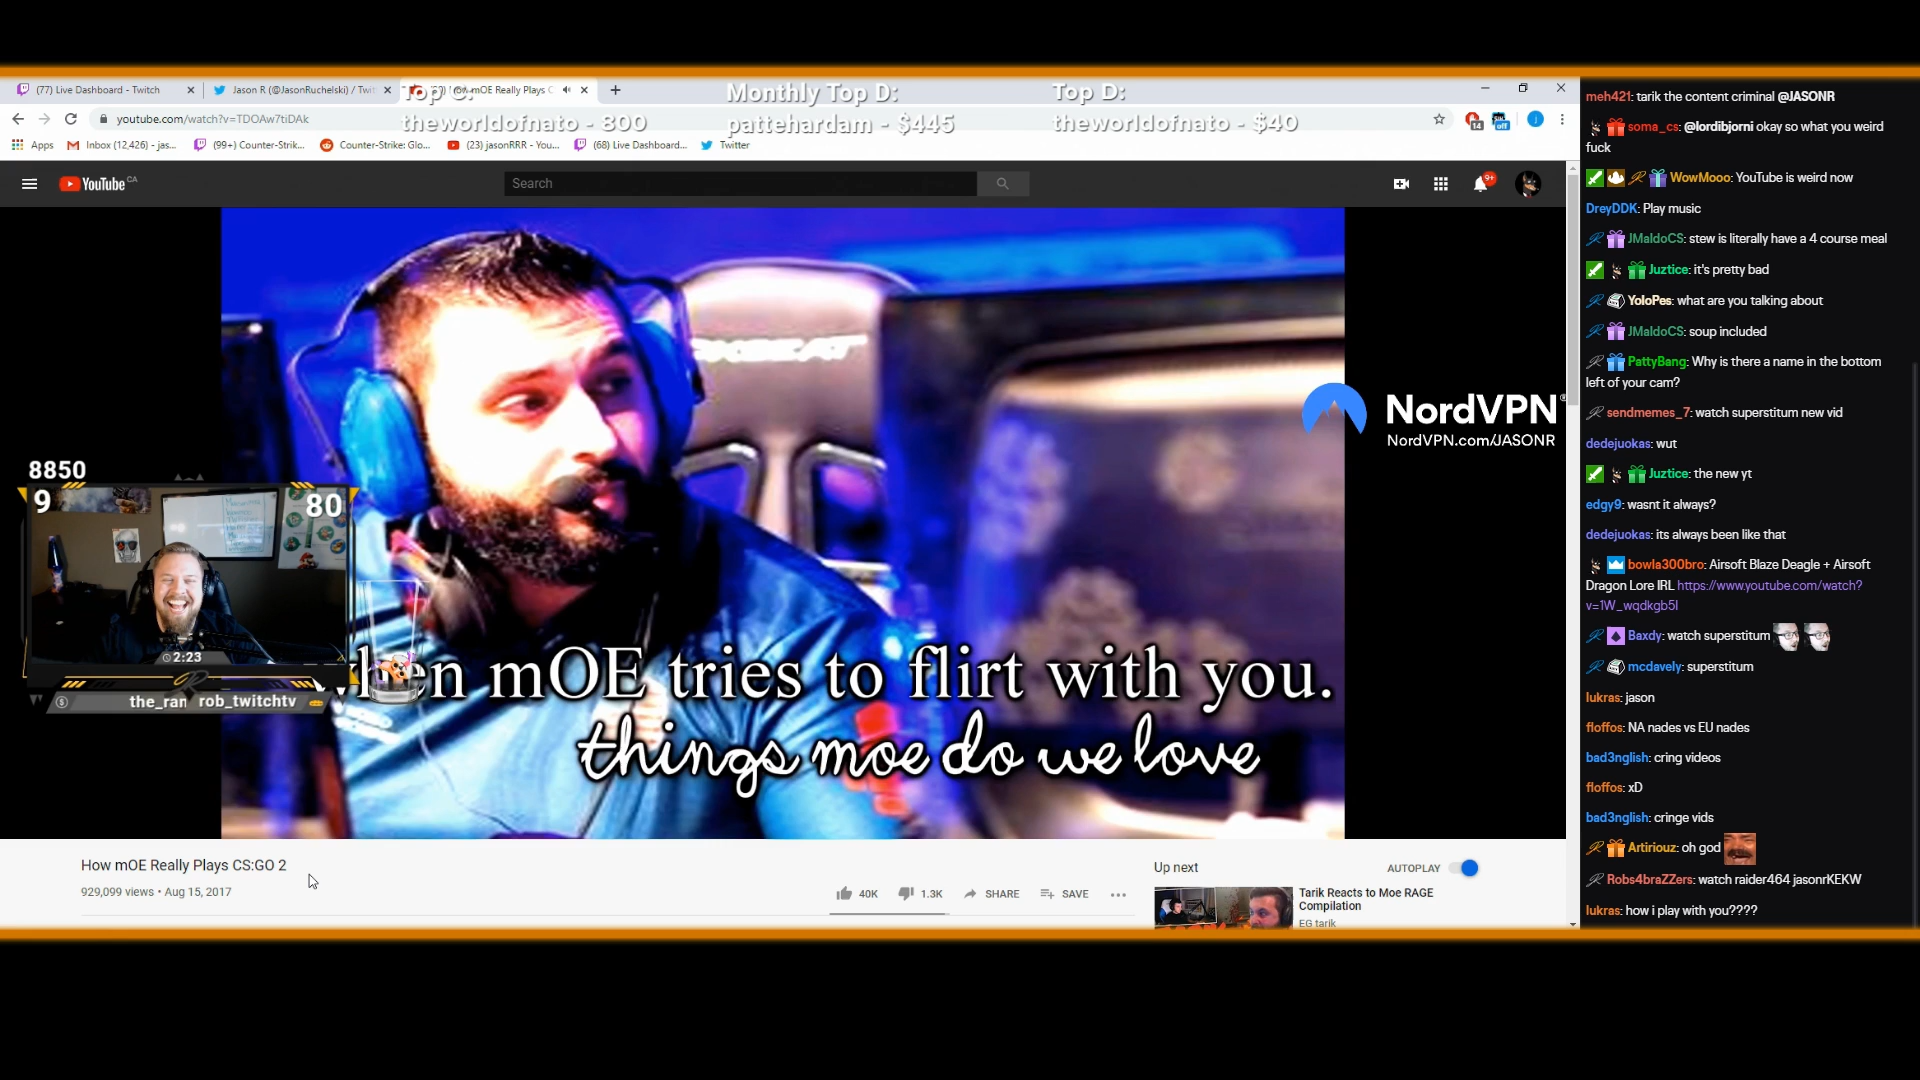 (77) Live Dashboard - Twitch
Jason R (@JasonRuchelski) / Twit
How mOE Really Plays C
Top C:
theworldofnato - 800
Monthly Top D:
pattehardam - $445
Top D:
theworldofnato - $40
youtube.com/watch?v=TDOAw7tiDAk
Apps
Inbox (12,426) - jas...
(99+) Counter-Strik...
Counter-Strike: Glo...
(23) jasonRRR - You...
(68) Live Dashboard...
Twitter
YouTube CA
Search
9+
14
off
NordVPN®
NordVPN.com/JASONR
8850
9
80
2:23
the_ran
rob_twitchtv
hen mOE tries to flirt with you.
things moe do we love
How mOE Really Plays CS:GO 2
929,099 views • Aug 15, 2017
40K
1.3K
SHARE
SAVE
Up next
AUTOPLAY
Tarik Reacts to Moe RAGE
Compilation
EG tarik
meh421: tarik the content criminal @JASONR
soma_cs: @lordibjorni okay so what you weird
fuck
WowMooo: YouTube is weird now
DreyDDK: Play music
JMaldoCS: stew is literally have a 4 course meal
Juztice: it's pretty bad
YoloPes: what are you talking about
JMaldoCS: soup included
PattyBang: Why is there a name in the bottom
left of your cam?
sendmemes_7: watch superstitum new vid
dedejuokas: wut
Juztice: the new yt
edgy9: wasnt it always?
dedejuokas: its always been like that
bowla300bro: Airsoft Blaze Deagle + Airsoft
Dragon Lore IRL https://www.youtube.com/watch?
v=1W_wqdkgb5I
Baxdy: watch superstitum
mcdavely: superstitum
lukras: jason
floffos: NA nades vs EU nades
bad3nglish: cring videos
floffos: xD
bad3nglish: cringe vids
Artiriouz: oh god
Robs4braZZers: watch raider464 jasonrKEKW
lukras: how i play with you????